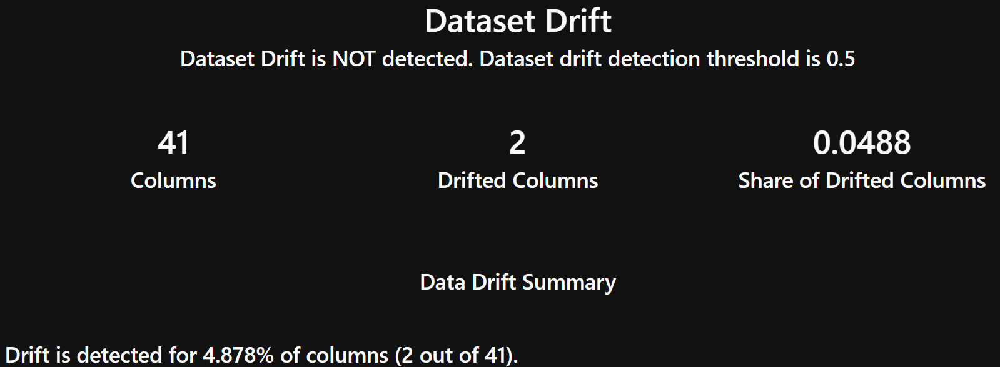 Dataset Drift
Dataset Drift is NOT detected. Dataset drift detection threshold is 0.5
41
Columns
2
Drifted Columns
0.0488
Share of Drifted Columns
Data Drift Summary
Drift is detected for 4.878% of columns (2 out of 41).